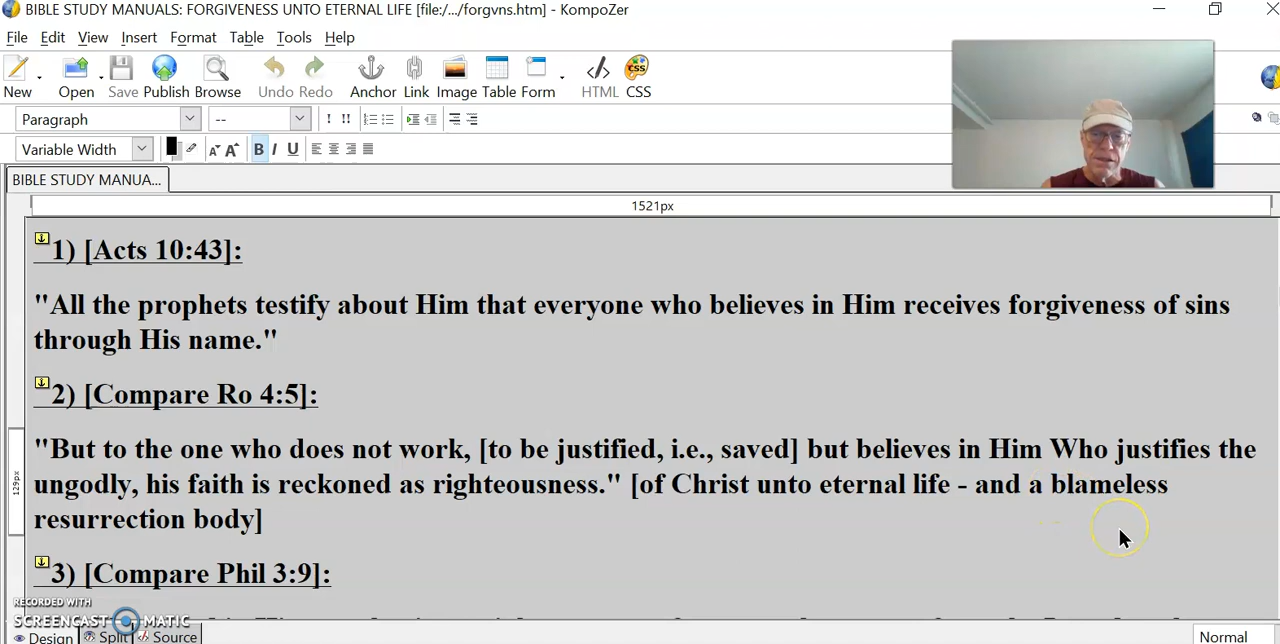 BIBLE STUDY MANUALS: FORGIVENESS UNTO ETERNAL LIFE [file:/.../forgvns.htm] - KompoZer
File Edit View Insert Format Table Tools Help
New Open Save Publish Browse Undo Redo Anchor Link Image Table Form HTML CSS
Paragraph --
Variable Width B I U
BIBLE STUDY MANUA...
1521px
1) [Acts 10:43]:
"All the prophets testify about Him that everyone who believes in Him receives forgiveness of sins
through His name."
2) [Compare Ro 4:5]:
"But to the one who does not work, [to be justified, i.e., saved] but believes in Him Who justifies the
ungodly, his faith is reckoned as righteousness." [of Christ unto eternal life - and a blameless
resurrection body]
129px
3) [Compare Phil 3:9]:
RECORDED WITH
SCREENCAST MATIC
Design Split Source
Normal